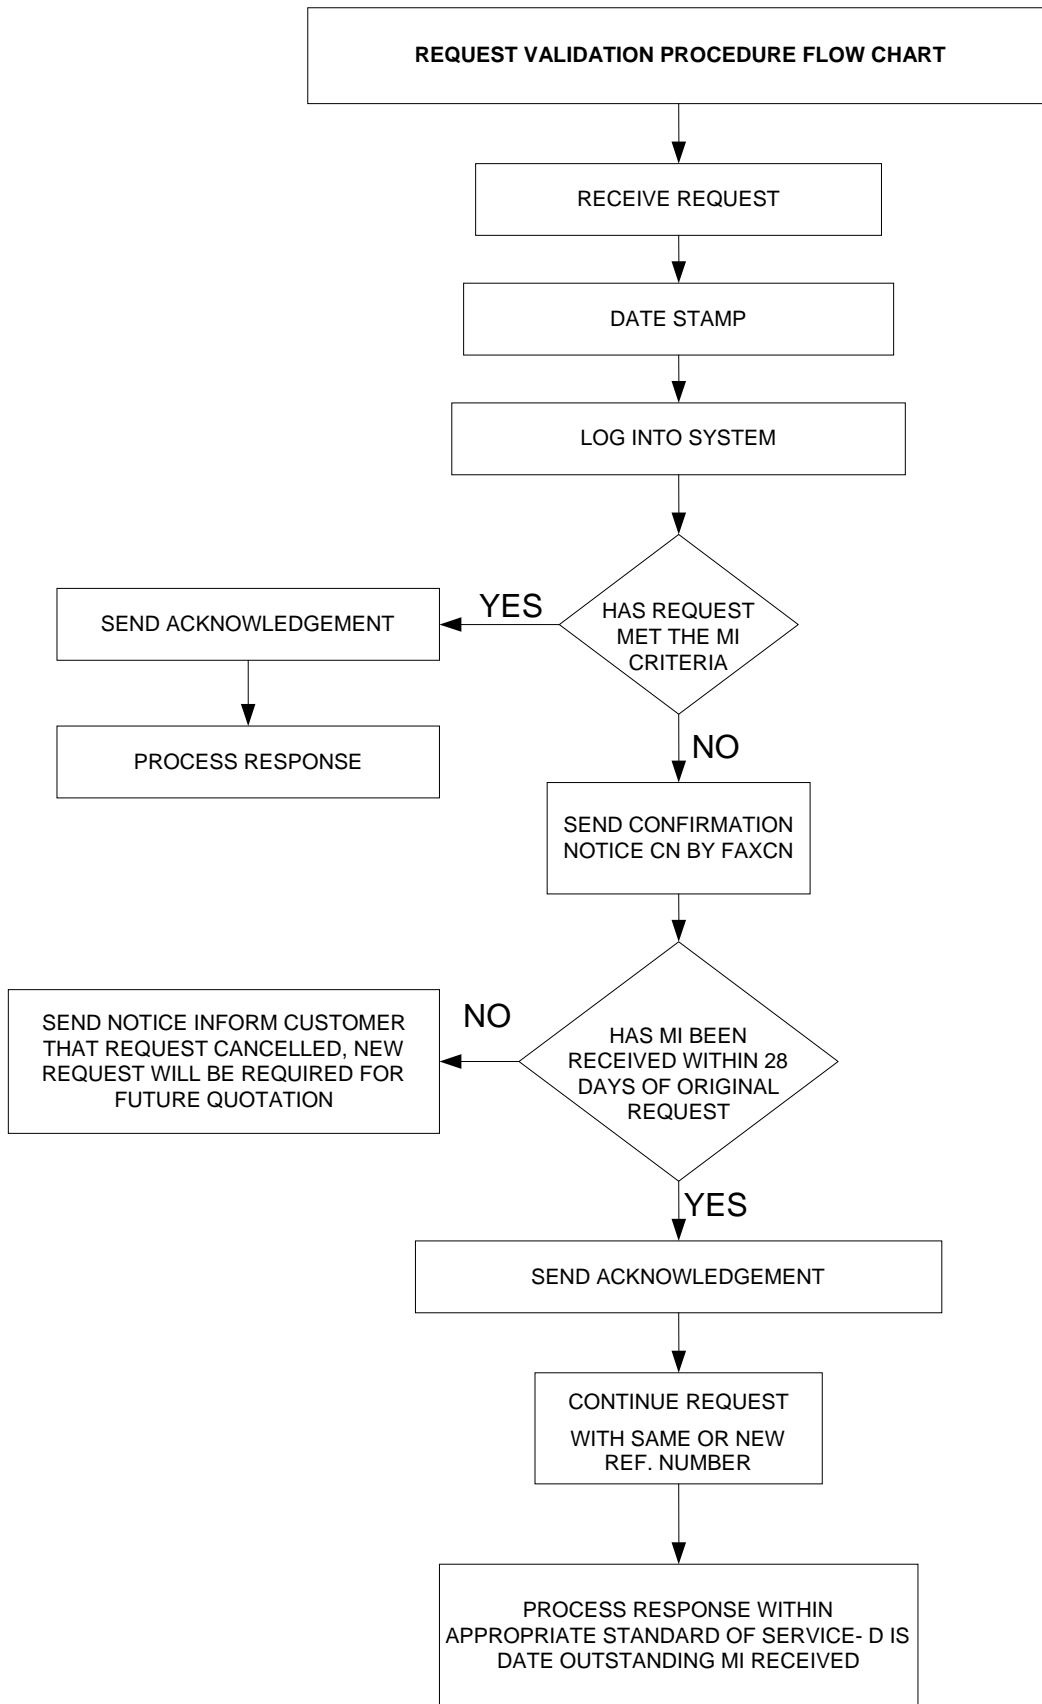 REQUEST VALIDATION PROCEDURE FLOW CHART
RECEIVE REQUEST
DATE STAMP
LOG INTO SYSTEM
HAS REQUEST
MET THE MI
CRITERIA
YES
SEND ACKNOWLEDGEMENT
PROCESS RESPONSE
NO
SEND CONFIRMATION
NOTICE CN BY FAXCN
HAS MI BEEN
RECEIVED WITHIN 28
DAYS OF ORIGINAL
REQUEST
NO
SEND NOTICE INFORM CUSTOMER
THAT REQUEST CANCELLED, NEW
REQUEST WILL BE REQUIRED FOR
FUTURE QUOTATION
YES
SEND ACKNOWLEDGEMENT
CONTINUE REQUEST
WITH SAME OR NEW
REF. NUMBER
PROCESS RESPONSE WITHIN
APPROPRIATE STANDARD OF SERVICE- D IS
DATE OUTSTANDING MI RECEIVED